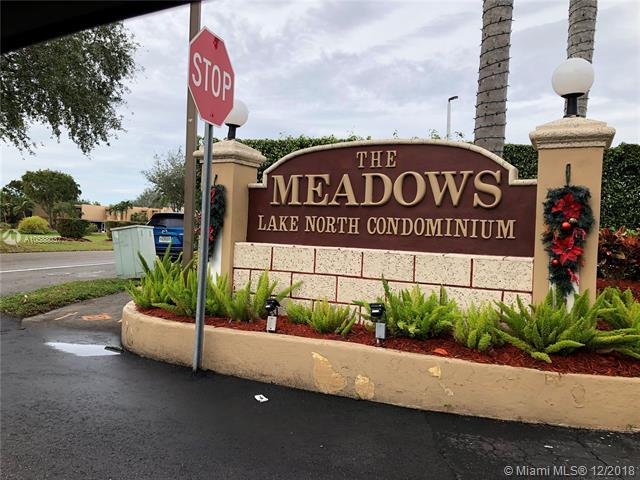 STOP
THE
MEADOWS
LAKE NORTH CONDOMINIUM
© Miami MLS® 12/2018